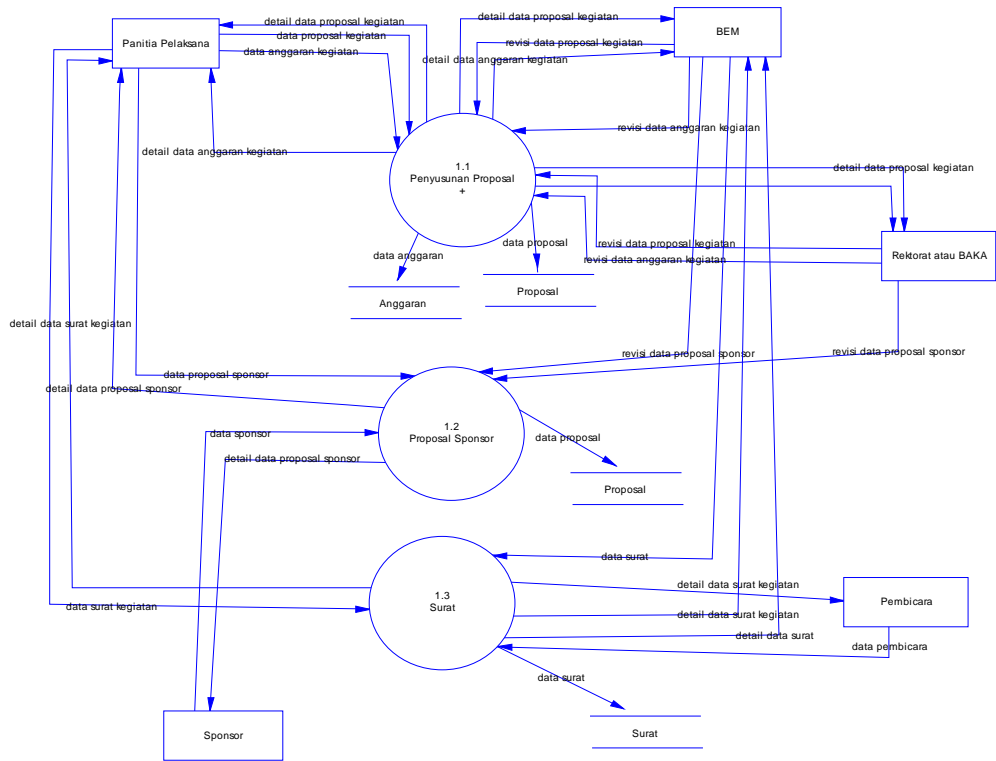 detail data proposal kegiatan
data proposal kegiatan
data anggaran kegiatan
Panitia Pelaksana
detail data proposal kegiatan
revisi data proposal kegiatan
detail data anggaran kegiatan
BEM
revisi data anggaran kegiatan
detail data anggaran kegiatan
1.1
Penyusunan Proposal
+
detail data proposal kegiatan
revisi data proposal kegiatan
revisi data anggaran kegiatan
Rektorat atau BAKA
data anggaran
data proposal
Anggaran
Proposal
detail data surat kegiatan
revisi data proposal sponsor
revisi data proposal sponsor
data proposal sponsor
detail data proposal sponsor
1.2
Proposal Sponsor
data sponsor
detail data proposal sponsor
data proposal
Proposal
data surat
1.3
Surat
detail data surat kegiatan
Pembicara
data surat kegiatan
detail data surat kegiatan
detail data surat
data pembicara
data surat
Surat
Sponsor